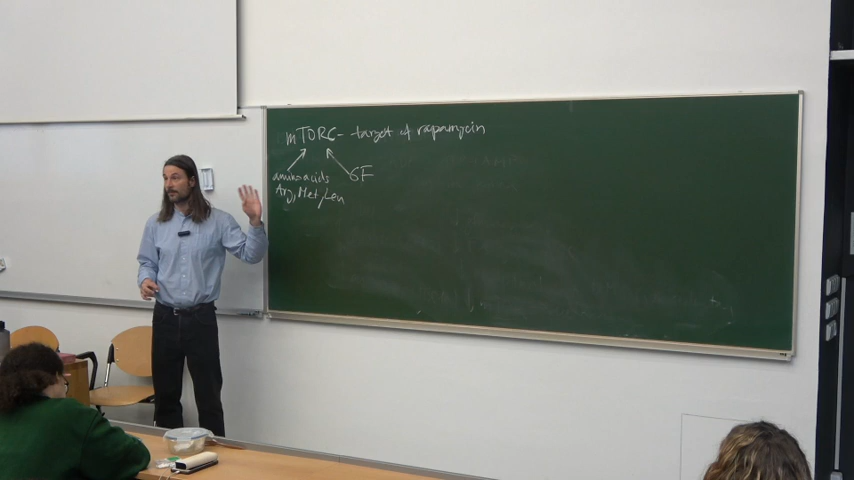 mTORC - target of rapamycin
amino acids GF
Arg, Met, Leu